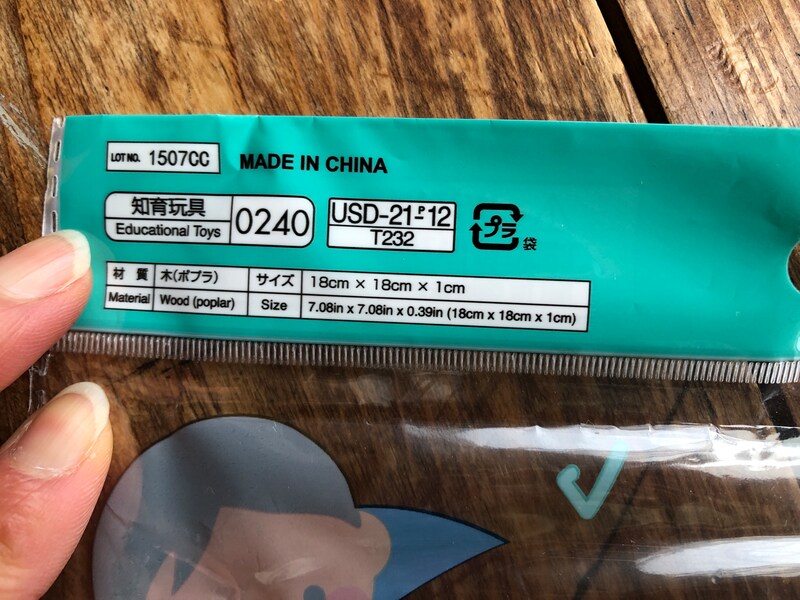 LOT NO. 1507CC MADE IN CHINA
知育玩具 0240 USD-21-P12
Educational Toys T232
プラ 袋
材質 木(ポプラ) サイズ 18cm × 18cm × 1cm
Material Wood (poplar) Size 7.08in x 7.08in x 0.39in (18cm x 18cm x 1cm)